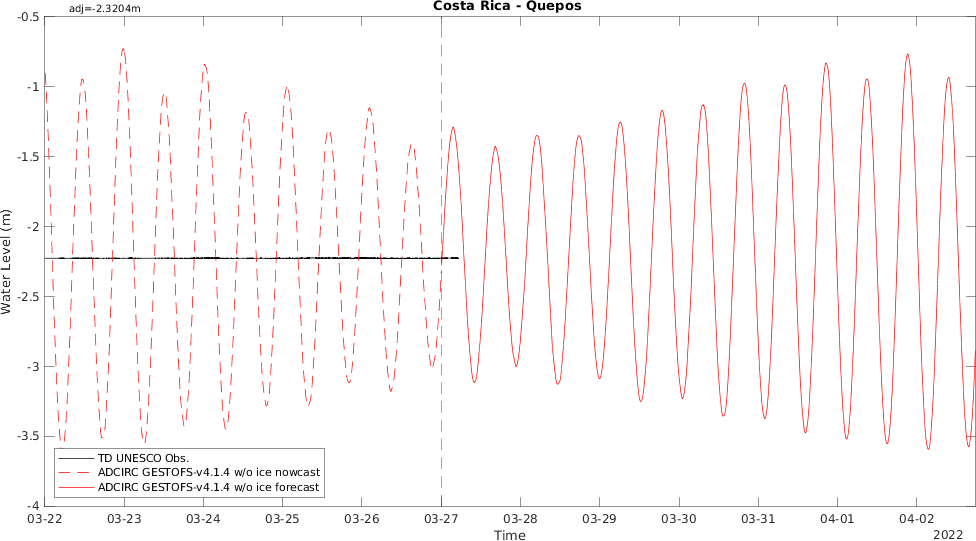 Costa Rica - Quepos
adj=-2.3204m
-0.5
-1
-1.5
-2
-2.5
-3
-3.5
-4
Water Level (m)
TD UNESCO Obs.
ADCIRC GESTOFS-v4.1.4 w/o ice nowcast
ADCIRC GESTOFS-v4.1.4 w/o ice forecast
03-22 03-23 03-24 03-25 03-26 03-27 03-28 03-29 03-30 03-31 04-01 04-02
Time
2022